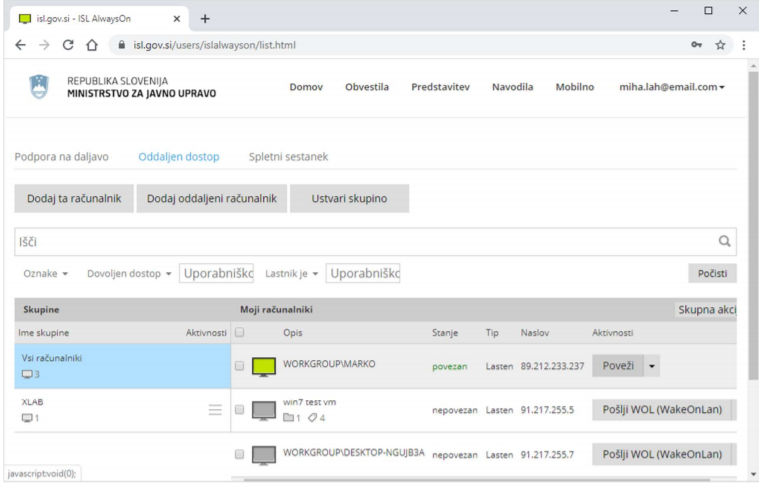 isl.gov.si - ISL AlwaysOn
isl.gov.si/users/islalwayson/list.html
REPUBLIKA SLOVENIJA
MINISTRSTVO ZA JAVNO UPRAVO
Domov Obvestila Predstavitev Navodila Mobilno miha.lah@email.com
Podpora na daljavo Oddaljen dostop Spletni sestanek
Dodaj ta računalnik Dodaj oddaljeni računalnik Ustvari skupino
Išči
Oznake Dovoljen dostop Uporabniško Lastnik je Uporabniško Počisti
Skupine Moji računalniki Skupna akcij
Ime skupine Aktivnosti Opis Stanje Tip Naslov Aktivnosti
Vsi računalniki
3
WORKGROUP\MARKO povezan Lasten 89.212.233.237 Poveži
XLAB
1
win7 test vm
1 4
nepovezan Lasten 91.217.255.5 Pošlji WOL (WakeOnLan)
WORKGROUP\DESKTOP-NGUJB3A nepovezan Lasten 91.217.255.7 Pošlji WOL (WakeOnLan)
javascript:void(0);